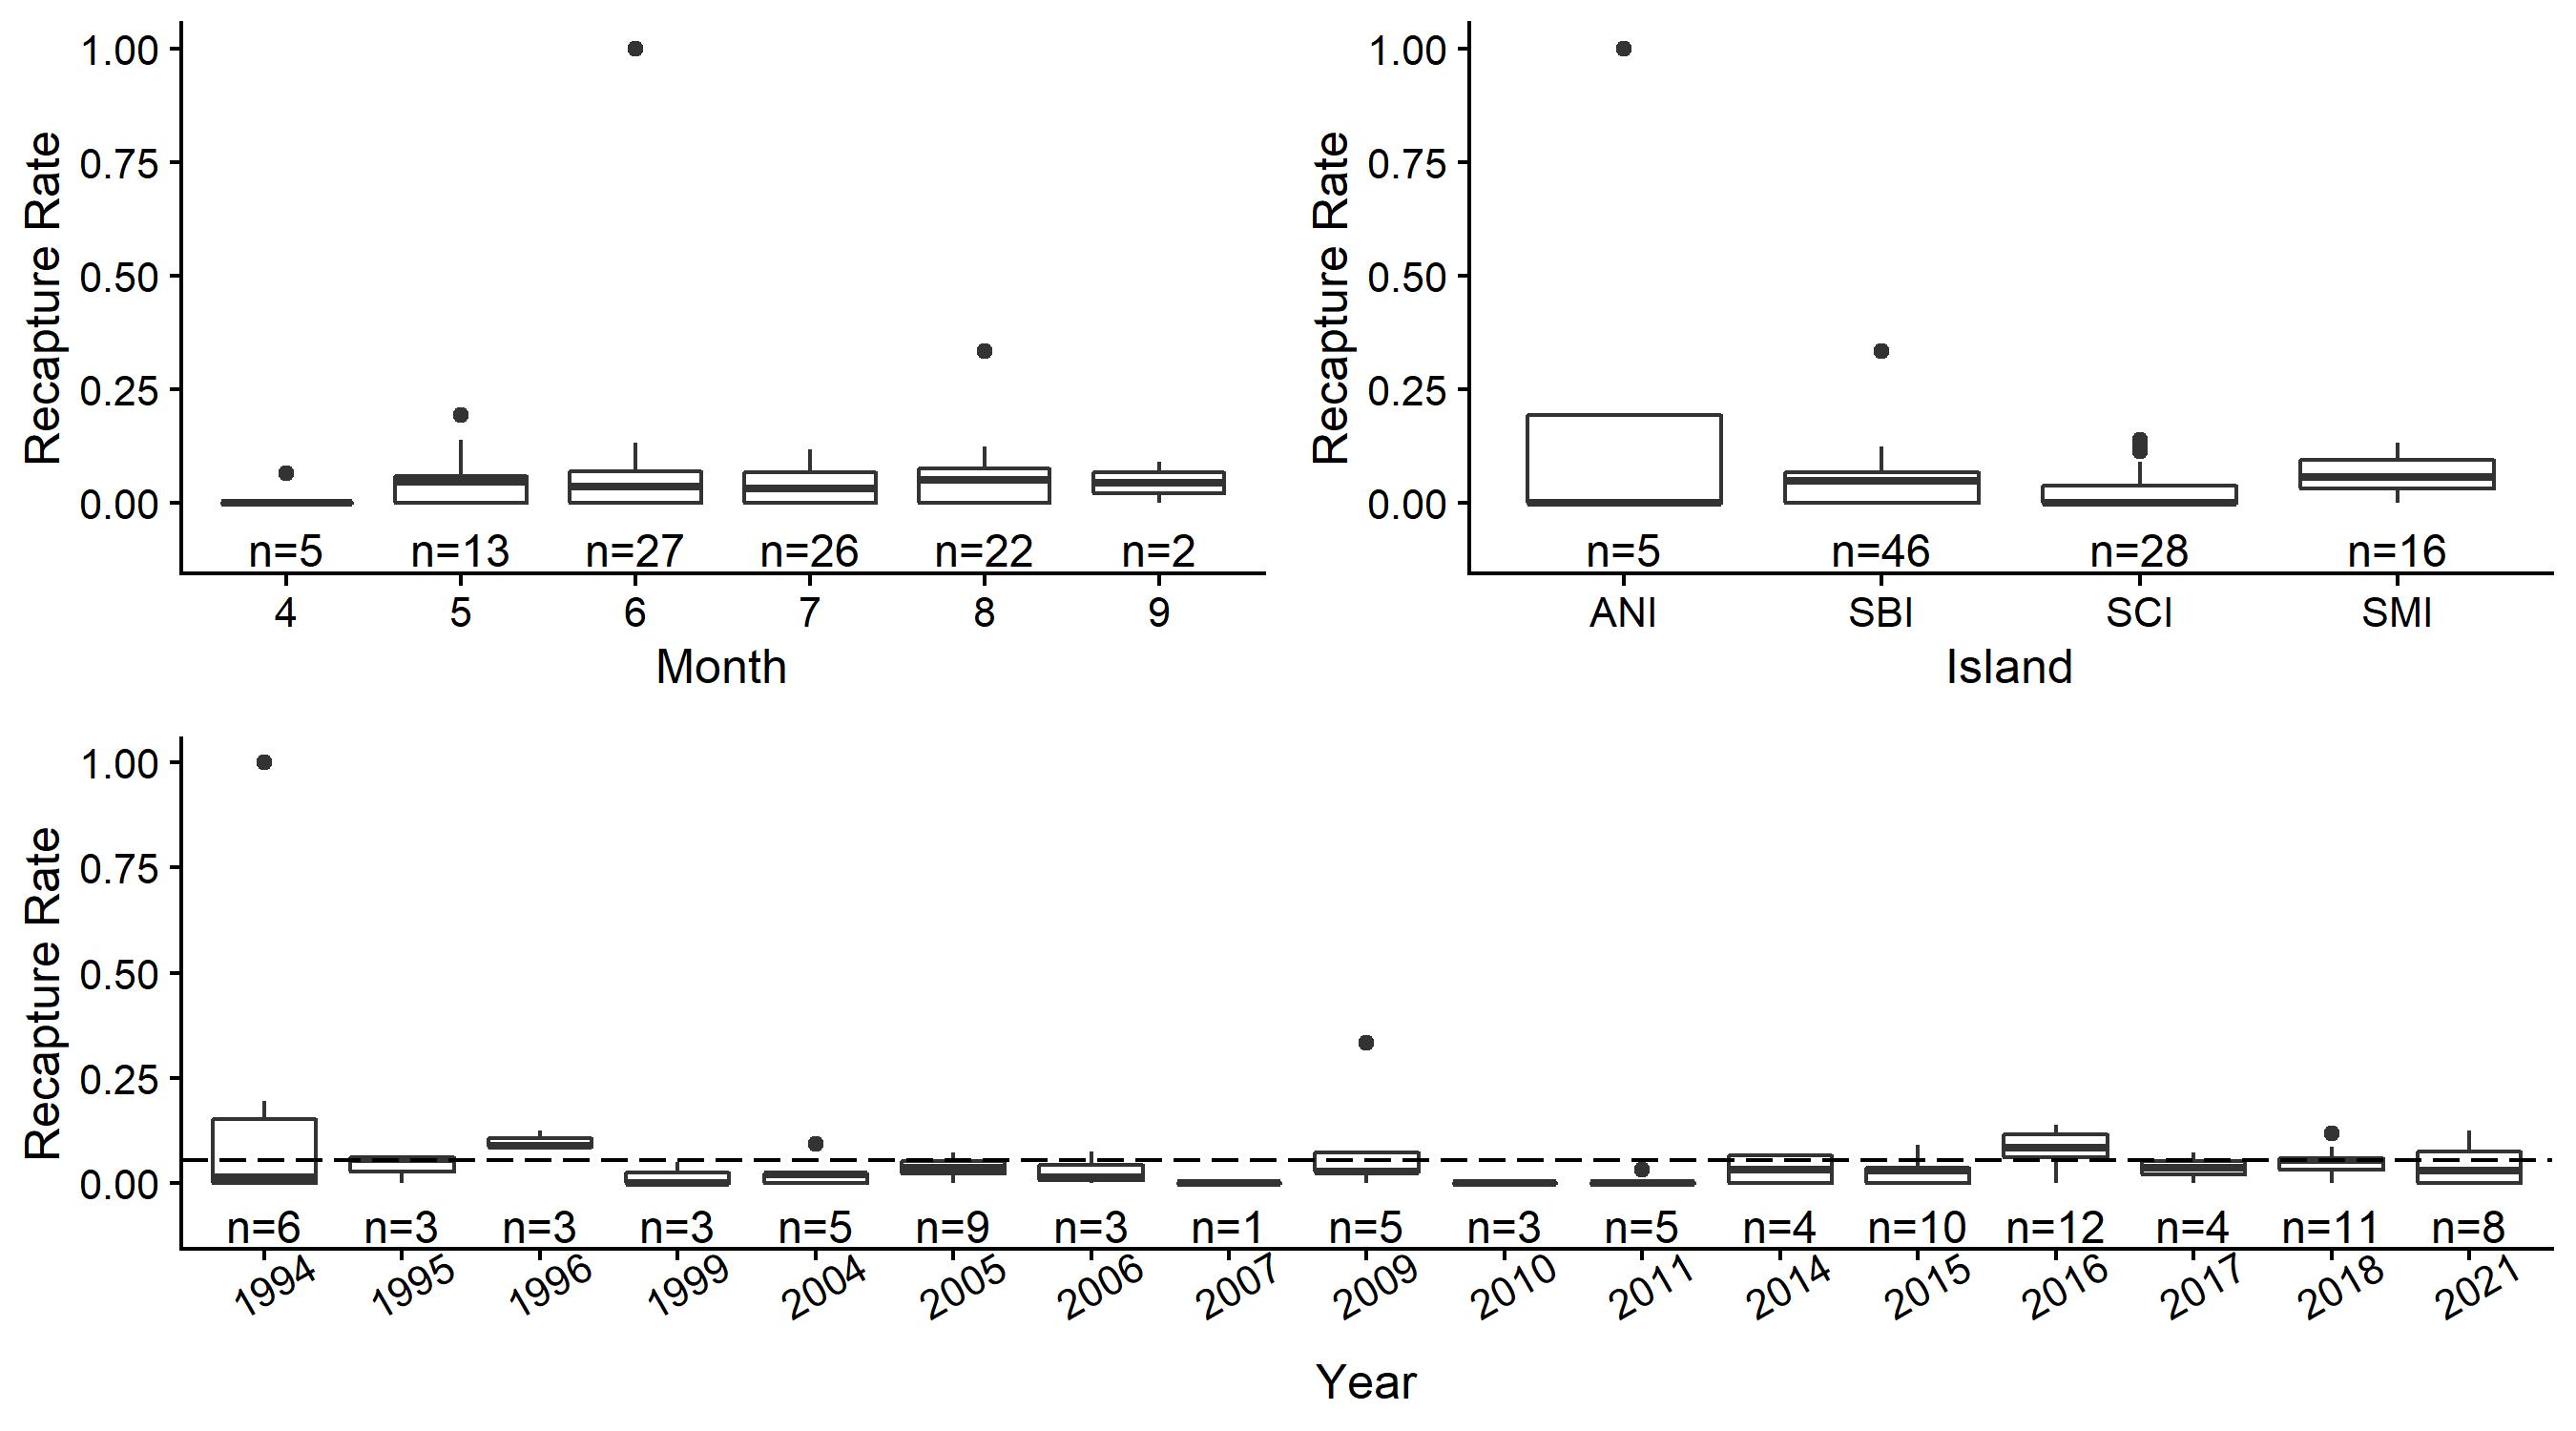 Recapture Rate
1.00
0.75
0.50
0.25
0.00
n=5 n=13 n=27 n=26 n=22 n=2
4 5 6 7 8 9
Month
Recapture Rate
1.00
0.75
0.50
0.25
0.00
n=5 n=46 n=28 n=16
ANI SBI SCI SMI
Island
Recapture Rate
1.00
0.75
0.50
0.25
0.00
n=6 n=3 n=3 n=3 n=5 n=9 n=3 n=1 n=5 n=3 n=5 n=4 n=10 n=12 n=4 n=11 n=8
1994 1995 1996 1999 2004 2005 2006 2007 2009 2010 2011 2014 2015 2016 2017 2018 2021
Year